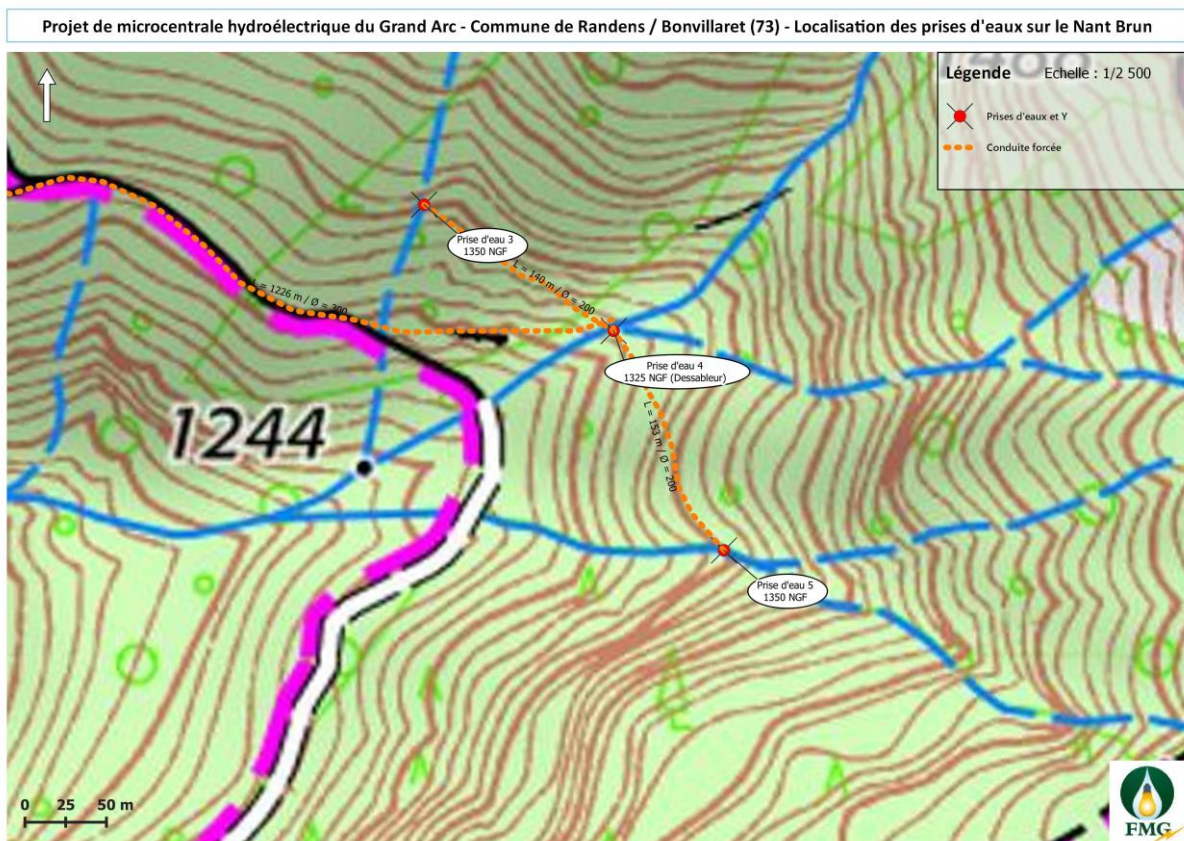 Projet de microcentrale hydroélectrique du Grand Arc - Commune de Randens / Bonvillaret (73) - Localisation des prises d'eaux sur le Nant Brun
Légende Echelle : 1/2 500
Prises d'eaux et Y
Conduite forcée
Prise d'eau 3
1350 NGF
L = 140 m / Ø = 200
L = 1226 m / Ø = 200
Prise d'eau 4
1325 NGF (Dessableur)
L = 153 m / Ø = 200
1244
Prise d'eau 5
1350 NGF
0 25 50 m
FMG